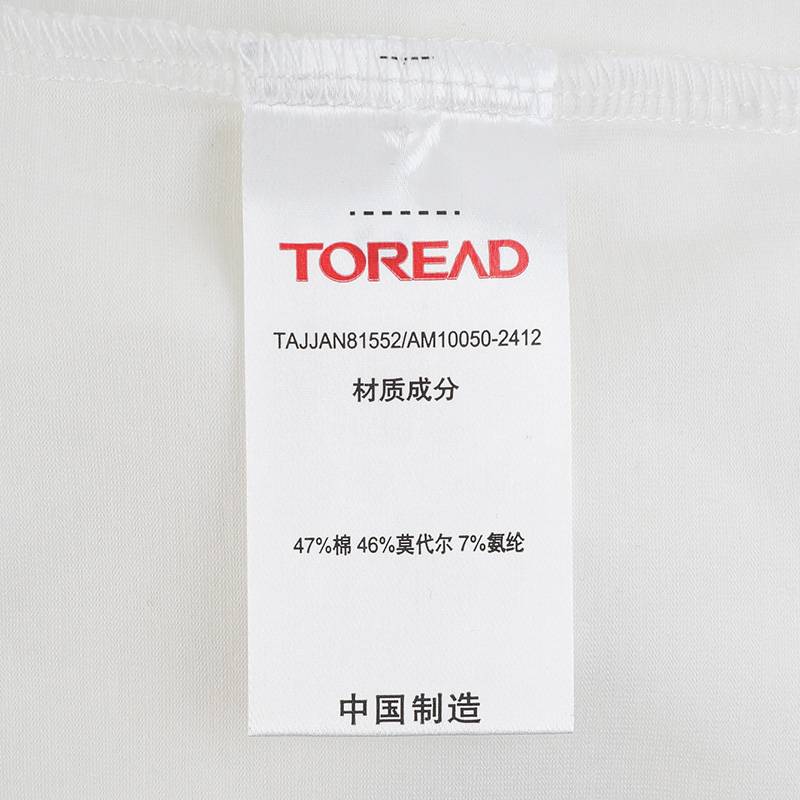 TOREAD
TAJJAN81552/AM10050-2412
材质成分
47%棉 46%莫代尔 7%氨纶
中国制造